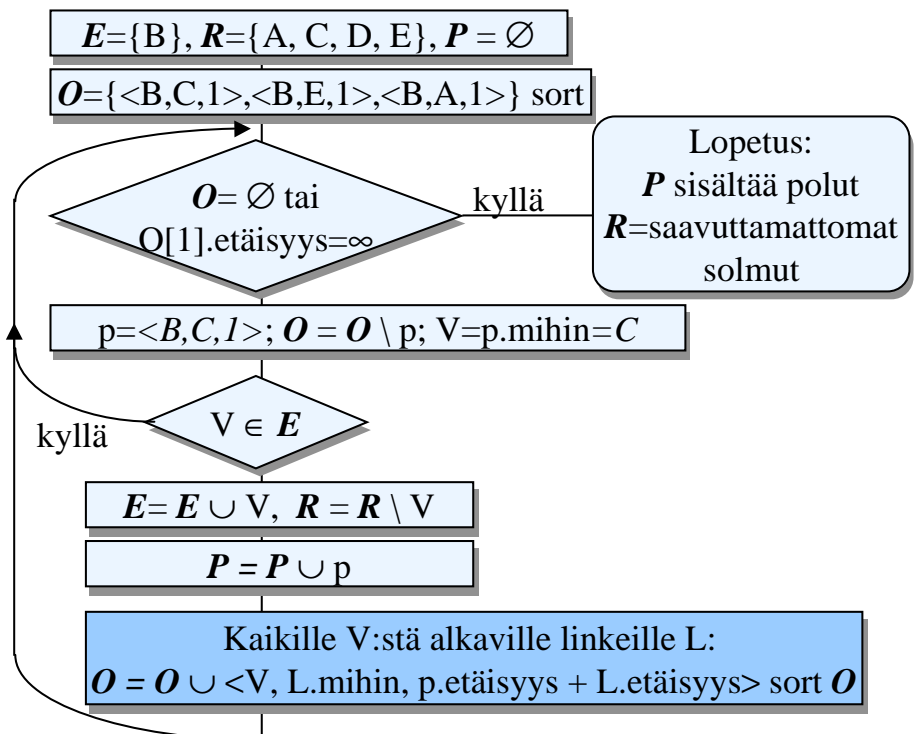 E={B}, R={A, C, D, E}, P = ∅
O={<B,C,1>,<B,E,1>,<B,A,1>} sort
O= ∅ tai
O[1].etäisyys=∞
kyllä
Lopetus:
P sisältää polut
R=saavuttamattomat
solmut
p=<B,C,1>; O = O \ p; V=p.mihin=C
V ∈ E
kyllä
E= E ∪ V, R = R \ V
P = P ∪ p
Kaikille V:stä alkaville linkeille L:
O = O ∪ <V, L.mihin, p.etäisyys + L.etäisyys> sort O